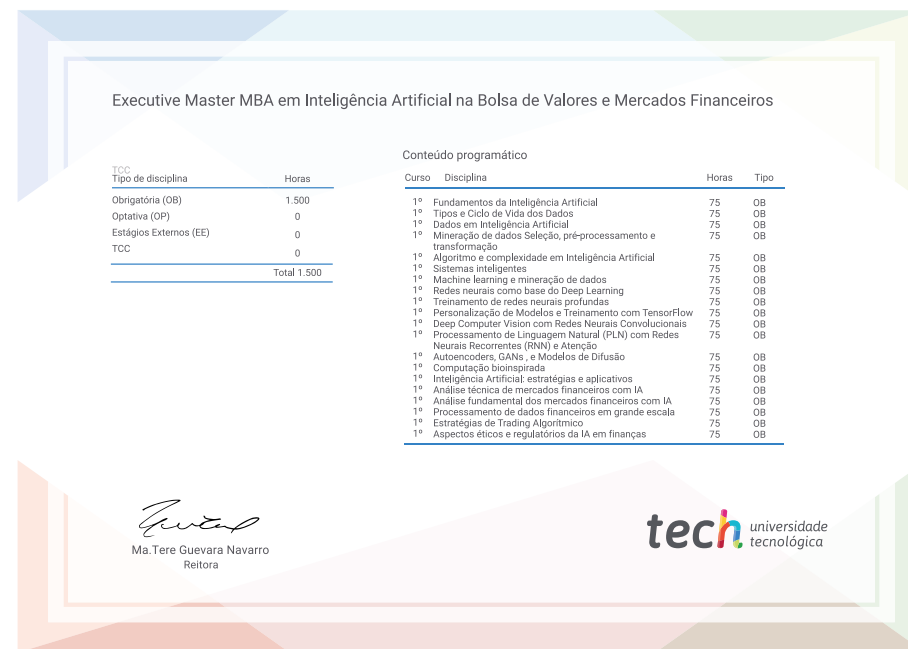 Executive Master MBA em Inteligência Artificial na Bolsa de Valores e Mercados Financeiros
TCC
Tipo de disciplina Horas
Obrigatória (OB) 1.500
Optativa (OP) 0
Estágios Externos (EE) 0
TCC 0
Total 1.500
Conteúdo programático
Curso Disciplina Horas Tipo
1º Fundamentos da Inteligência Artificial 75 OB
1º Tipos e Ciclo de Vida dos Dados 75 OB
1º Dados em Inteligência Artificial 75 OB
1º Mineração de dados Seleção, pré-processamento e 75 OB
transformação
1º Algoritmo e complexidade em Inteligência Artificial 75 OB
1º Sistemas inteligentes 75 OB
1º Machine learning e mineração de dados 75 OB
1º Redes neurais como base do Deep Learning 75 OB
1º Treinamento de redes neurais profundas 75 OB
1º Personalização de Modelos e Treinamento com TensorFlow 75 OB
1º Deep Computer Vision com Redes Neurais Convolucionais 75 OB
1º Processamento de Linguagem Natural (PLN) com Redes 75 OB
Neurais Recorrentes (RNN) e Atenção
1º Autoencoders, GANs , e Modelos de Difusão 75 OB
1º Computação bioinspirada 75 OB
1º Inteligência Artificial: estratégias e aplicativos 75 OB
1º Análise técnica de mercados financeiros com IA 75 OB
1º Análise fundamental dos mercados financeiros com IA 75 OB
1º Processamento de dados financeiros em grande escala 75 OB
1º Estratégias de Trading Algorítmico 75 OB
1º Aspectos éticos e regulatórios da IA em finanças 75 OB
Ma.Tere Guevara Navarro
Reitora
tech universidade
tecnológica